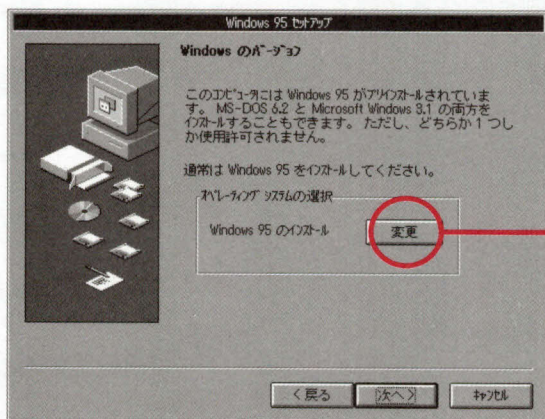 Windows 95 セットアップ
Windows のバージョン
このコンピュータにはWindows 95 がプリインストールされていま
す。 MS-DOS 6.2 と Microsoft Windows 3.1 の両方を
インストールすることもできます。 ただし、どちらか 1 つし
か使用許可されません。
通常は Windows 95 をインストールしてください。
オペレーティング システムの選択
Windows 95 のインストール
変更
< 戻る
次へ >
キャンセル